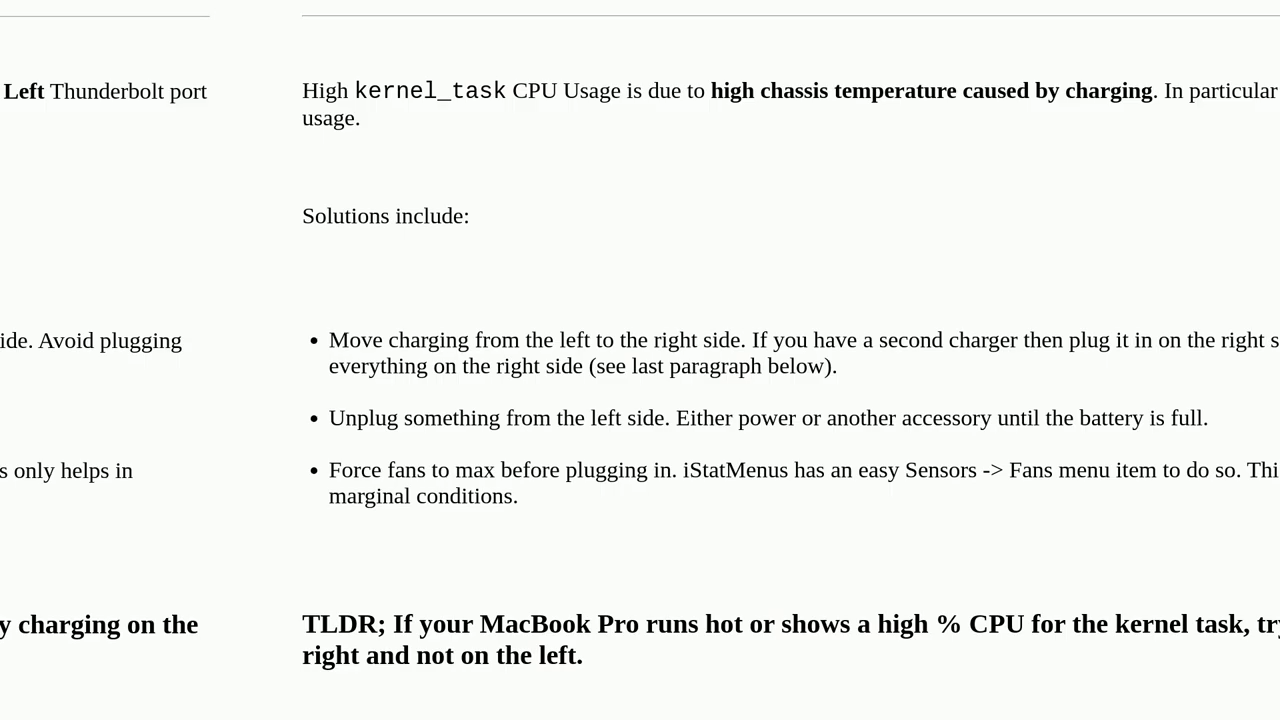 Left Thunderbolt port
ide. Avoid plugging
s only helps in
y charging on the
High kernel_task CPU Usage is due to high chassis temperature caused by charging. In particular
usage.
Solutions include:
• Move charging from the left to the right side. If you have a second charger then plug it in on the right s
everything on the right side (see last paragraph below).
• Unplug something from the left side. Either power or another accessory until the battery is full.
• Force fans to max before plugging in. iStatMenus has an easy Sensors -> Fans menu item to do so. Thi
marginal conditions.
TLDR; If your MacBook Pro runs hot or shows a high % CPU for the kernel task, try
right and not on the left.